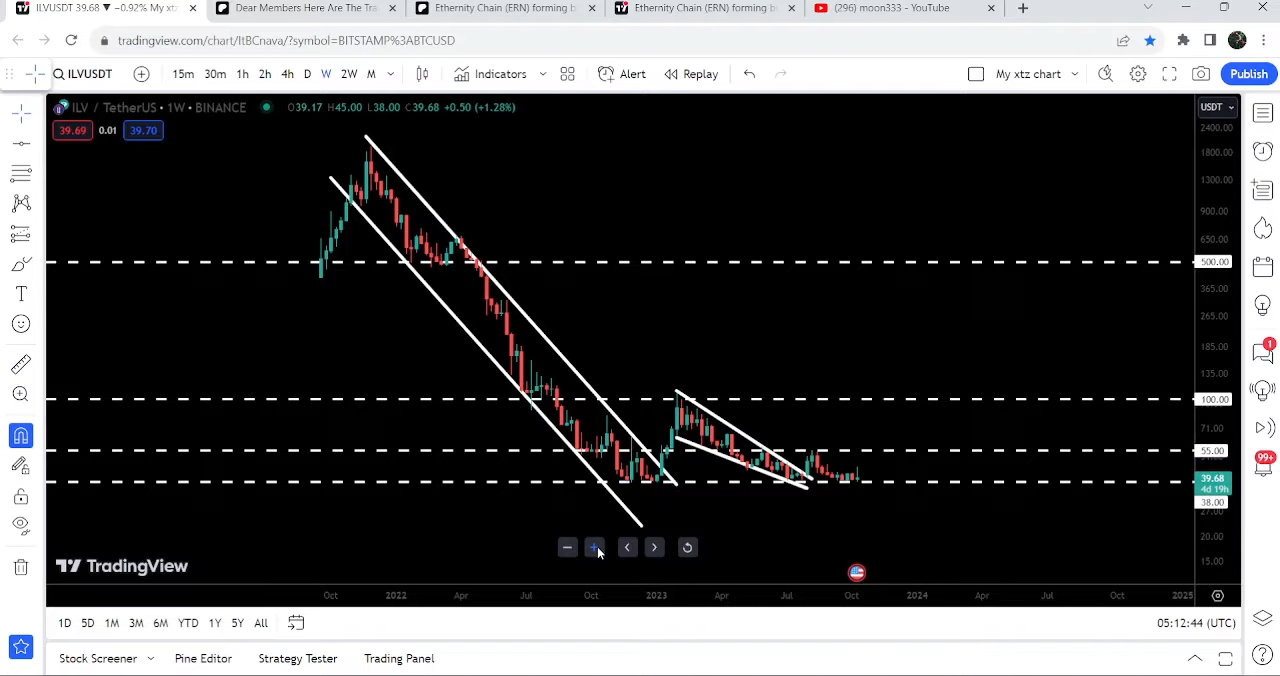 ILVUSDT 39.68 ▼ −0.92% My xt
Dear Members Here Are The Tra
Ethernity Chain (ERN) forming b
Ethernity Chain (ERN) forming b
(296) moon333 - YouTube
tradingview.com/chart/ItBCnava/?symbol=BITSTAMP%3ABTCUSD
ILVUSDT 15m 30m 1h 2h 4h D W 2W M Indicators Alert Replay My xtz chart Publish
ILV / TetherUS • 1W • BINANCE O39.17 H45.00 L38.00 C39.68 +0.50 (+1.28%) USDT
39.69 0.01 39.70
2400.00
1800.00
1300.00
900.00
650.00
500.00
365.00
265.00
185.00
135.00
100.00
71.00
55.00
39.68
4d 19h
38.00
27.00
20.00
15.00
1
99+
TradingView
Oct 2022 Apr Jul Oct 2023 Apr Jul Oct 2024 Apr Jul Oct 2025
1D 5D 1M 3M 6M YTD 1Y 5Y All 05:12:44 (UTC)
Stock Screener Pine Editor Strategy Tester Trading Panel